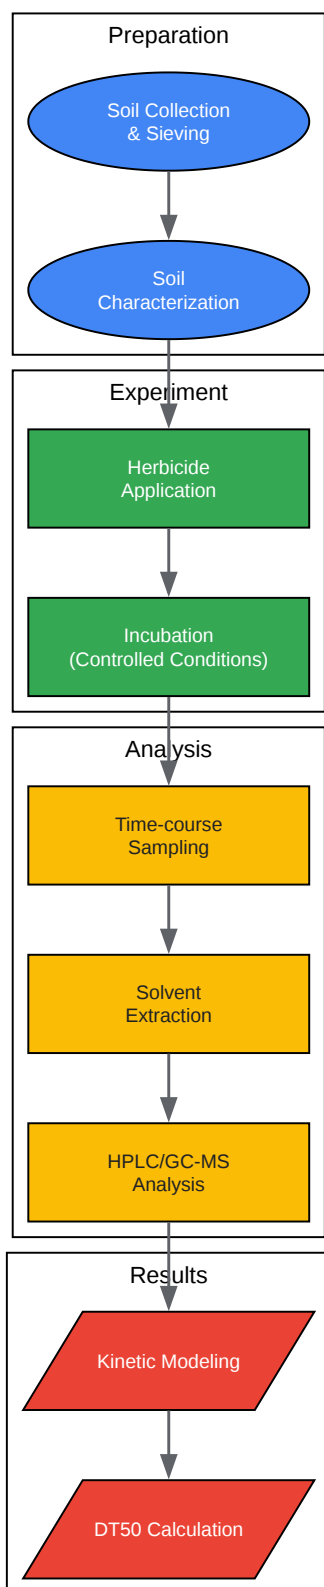 Preparation
Soil Collection
& Sieving
Soil
Characterization
Experiment
Herbicide
Application
Incubation
(Controlled Conditions)
Analysis
Time-course
Sampling
Solvent
Extraction
HPLC/GC-MS
Analysis
Results
Kinetic Modeling
DT50 Calculation